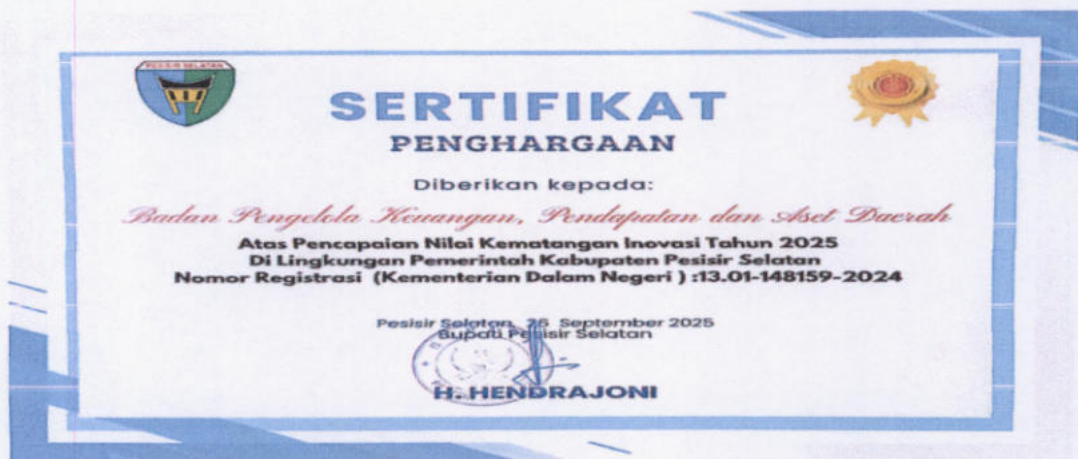 PESISIR SELATAN
SERTIFIKAT
PENGHARGAAN
Diberikan kepada:
Badan Pengelola Keuangan, Pendapatan dan Aset Daerah
Atas Pencapaian Nilai Kematangan Inovasi Tahun 2025
Di Lingkungan Pemerintah Kabupaten Pesisir Selatan
Nomor Registrasi (Kementerian Dalam Negeri ) :13.01-148159-2024
Pesisir Selatan, 26 September 2025
Bupati Pesisir Selatan
H. HENDRAJONI